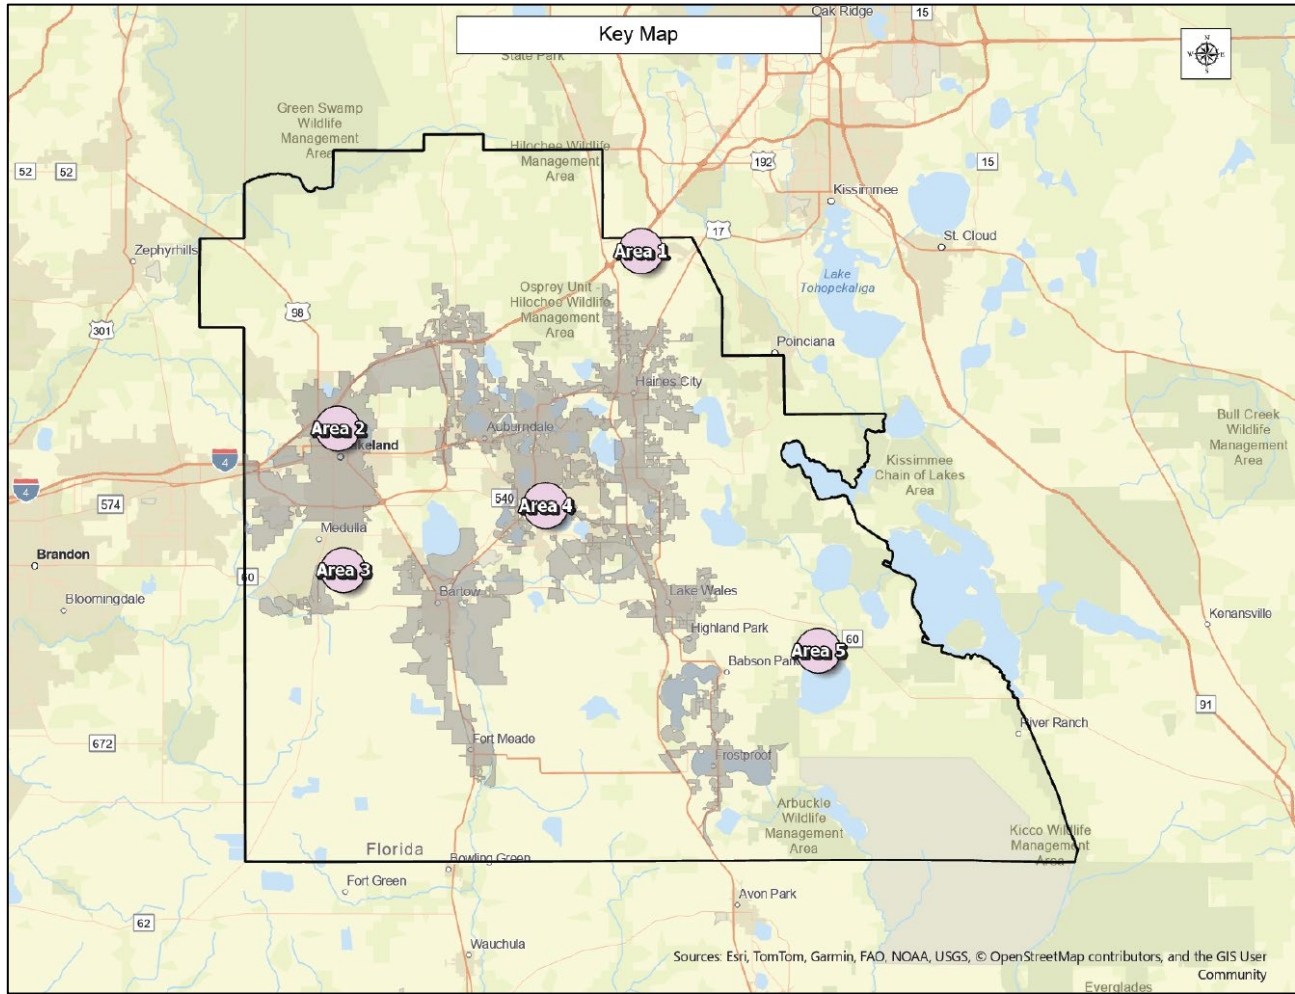 Key Map
Oak Ridge
15
State Park
N
W
E
S
Green Swamp
Wildlife
Management
Area
Hilochee Wildlife
Management
Area
52
52
192
15
Kissimmee
17
St. Cloud
Zephyrhills
Area 1
Lake
Tohopekaliga
Osprey Unit -
Hilochee Wildlife
Management
Area
98
301
Poinciana
Haines City
Bull Creek
Wildlife
Management
Area
Area 2
Auburndale
Lakeland
4
Kissimmee
Chain of Lakes
Area
4
574
540
Area 4
Medulla
Brandon
60
Area 3
Bloomingdale
Bartow
Lake Wales
Kenansville
Highland Park
60
Area 5
Babson Park
91
River Ranch
672
Fort Meade
Frostproof
Arbuckle
Wildlife
Management
Area
Kicco Wildlife
Management
Area
Florida
Bowling Green
Fort Green
Avon Park
62
Wauchula
Sources: Esri, TomTom, Garmin, FAO, NOAA, USGS, © OpenStreetMap contributors, and the GIS User
Community
Everglades